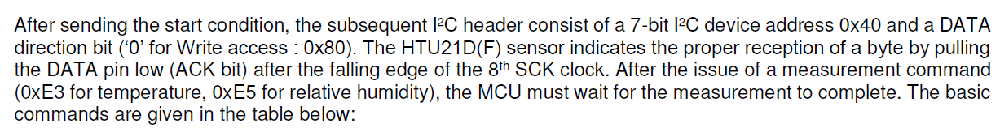 After sending the start condition, the subsequent I²C header consist of a 7-bit I²C device address 0x40 and a DATA
direction bit (‘0’ for Write access : 0x80). The HTU21D(F) sensor indicates the proper reception of a byte by pulling
the DATA pin low (ACK bit) after the falling edge of the 8th SCK clock. After the issue of a measurement command
(0xE3 for temperature, 0xE5 for relative humidity), the MCU must wait for the measurement to complete. The basic
commands are given in the table below: